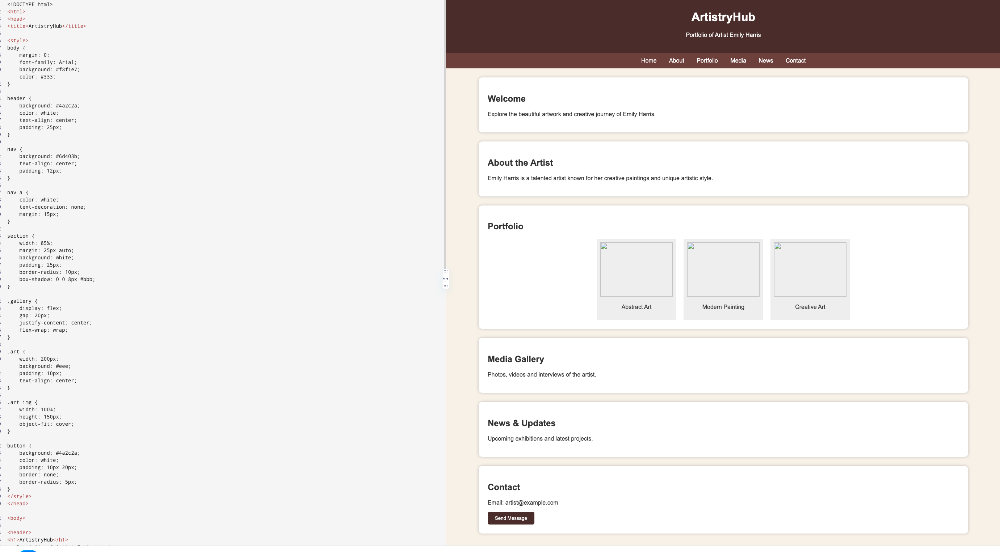 <!DOCTYPE html>
<html>
<head>
<title>ArtistryHub</title>
<style>
body {
    margin: 0;
    font-family: Arial;
    background: #f8f1e7;
    color: #333;
}
header {
    background: #4a2c2a;
    color: white;
    text-align: center;
    padding: 25px;
}
nav {
    background: #6d403b;
    text-align: center;
    padding: 12px;
}
nav a {
    color: white;
    text-decoration: none;
    margin: 15px;
}
section {
    width: 85%;
    margin: 25px auto;
    background: white;
    padding: 25px;
    border-radius: 10px;
    box-shadow: 0 0 8px #bbb;
}
.gallery {
    display: flex;
    gap: 20px;
    justify-content: center;
    flex-wrap: wrap;
}
.art {
    width: 200px;
    background: #eee;
    padding: 10px;
    text-align: center;
}
.art img {
    width: 100%;
    height: 150px;
    object-fit: cover;
}
button {
    background: #4a2c2a;
    color: white;
    padding: 10px 20px;
    border: none;
    border-radius: 5px;
}
</style>
</head>
<body>
<header>
<h1>ArtistryHub</h1>
ArtistryHub
Portfolio of Artist Emily Harris
Home About Portfolio Media News Contact
Welcome
Explore the beautiful artwork and creative journey of Emily Harris.
About the Artist
Emily Harris is a talented artist known for her creative paintings and unique artistic style.
Portfolio
Abstract Art Modern Painting Creative Art
Media Gallery
Photos, videos and interviews of the artist.
News & Updates
Upcoming exhibitions and latest projects.
Contact
Email: artist@example.com
Send Message